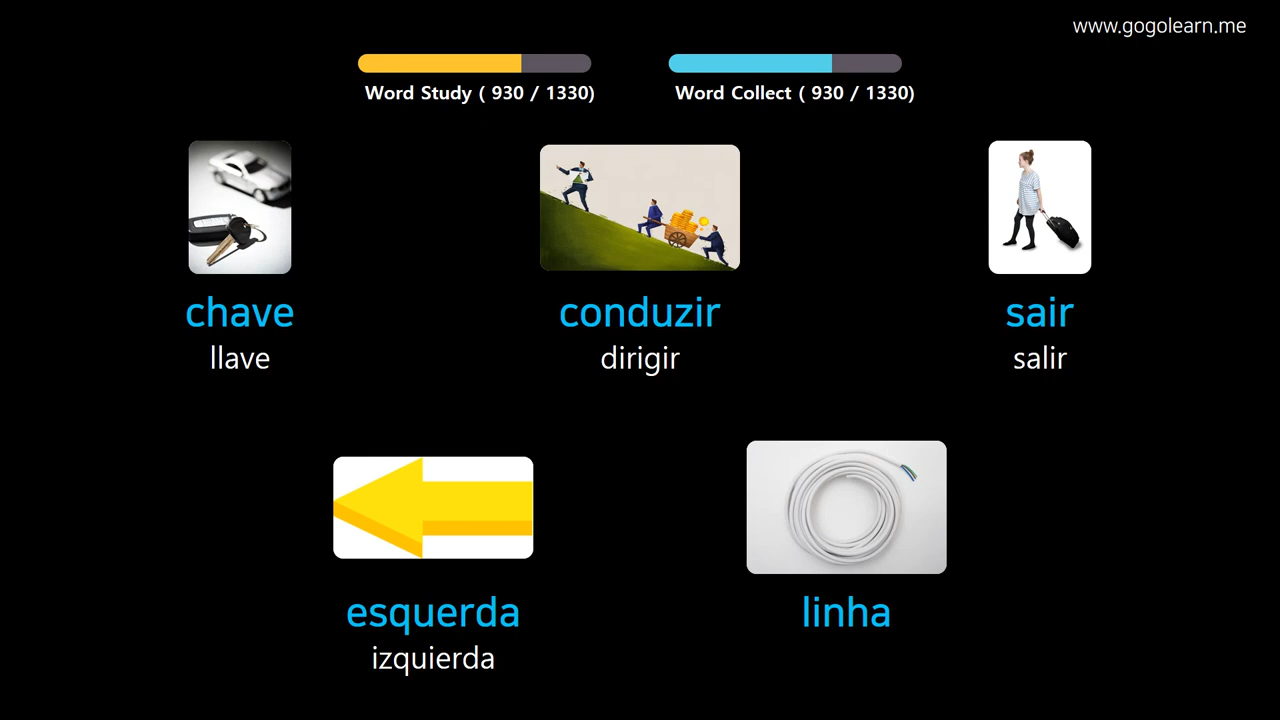 www.gogolearn.me
Word Study ( 930 / 1330)
Word Collect ( 930 / 1330)
chave
llave
conduzir
dirigir
sair
salir
esquerda
izquierda
linha